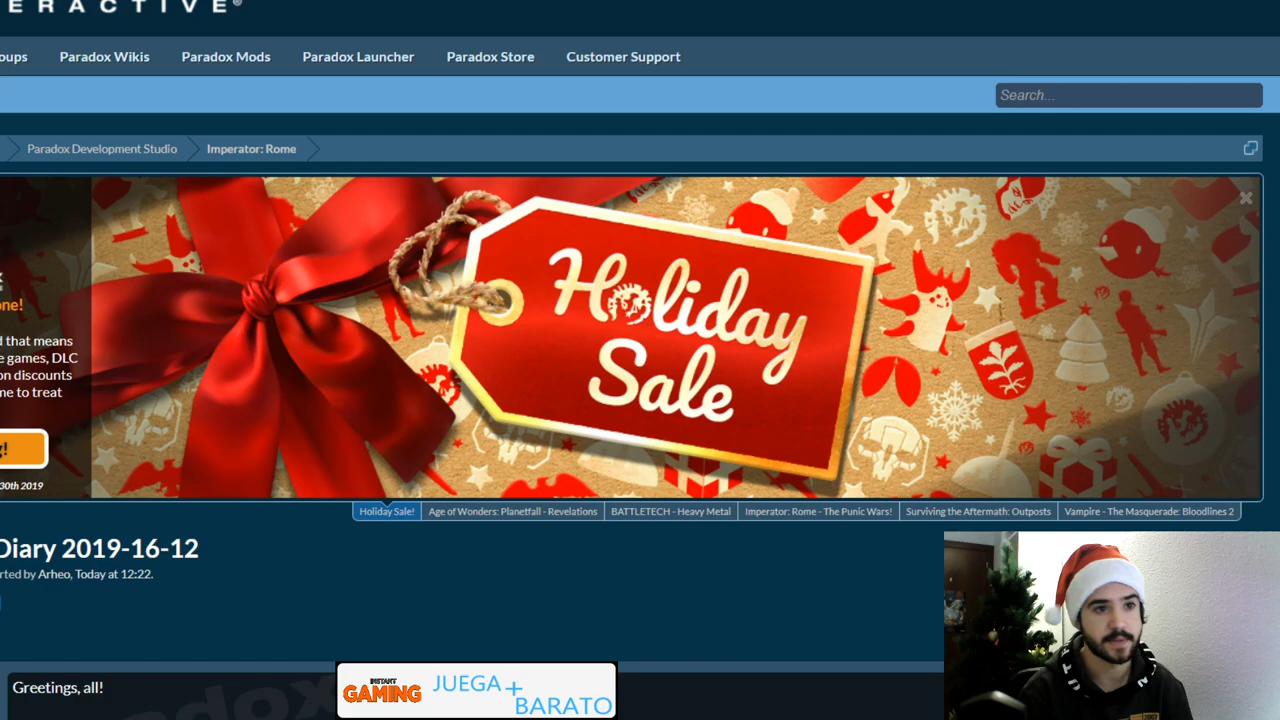 ERACTIVE®
oups Paradox Wikis Paradox Mods Paradox Launcher Paradox Store Customer Support
Search...
Paradox Development Studio Imperator: Rome
Holiday
Sale
one!
d that means
e games, DLC
on discounts
me to treat
g!
30th 2019
Holiday Sale! Age of Wonders: Planetfall - Revelations BATTLETECH - Heavy Metal Imperator: Rome - The Punic Wars! Surviving the Aftermath: Outposts Vampire - The Masquerade: Bloodlines 2
Diary 2019-16-12
rted by Arheo, Today at 12:22.
Greetings, all!
INSTANT
GAMING
JUEGA+
BARATO